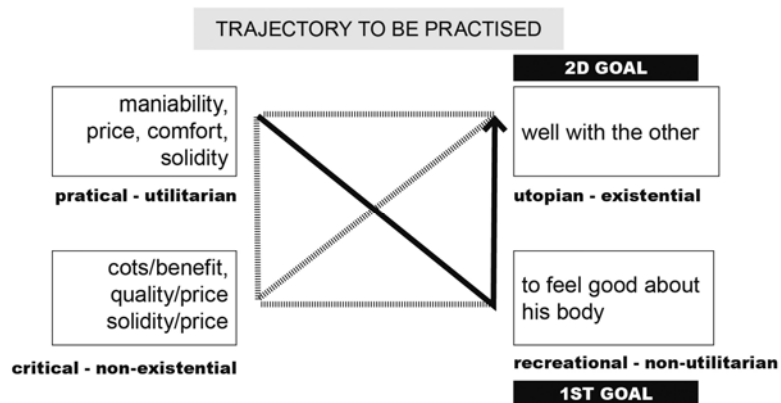 TRAJECTORY TO BE PRACTISED
2D GOAL
maniability,
price, comfort,
solidity
pratical - utilitarian
well with the other
utopian - existential
cots/benefit,
quality/price
solidity/price
critical - non-existential
to feel good about
his body
recreational - non-utilitarian
1ST GOAL